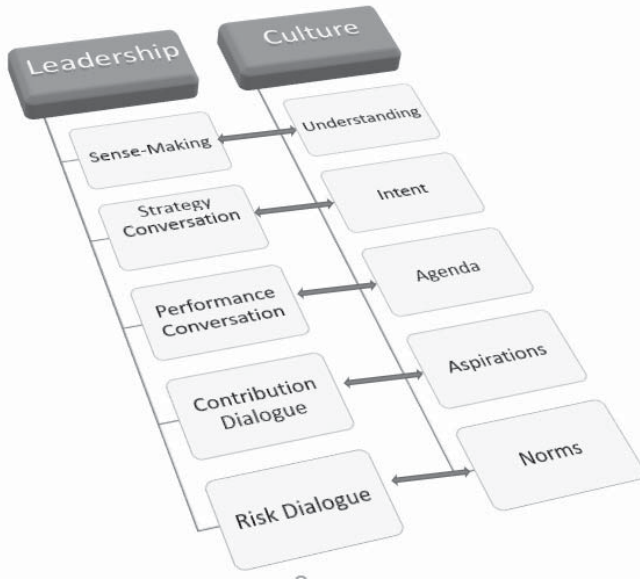 Leadership
Culture
Sense-Making
Understanding
Strategy
Conversation
Intent
Performance
Conversation
Agenda
Contribution
Dialogue
Aspirations
Risk Dialogue
Norms